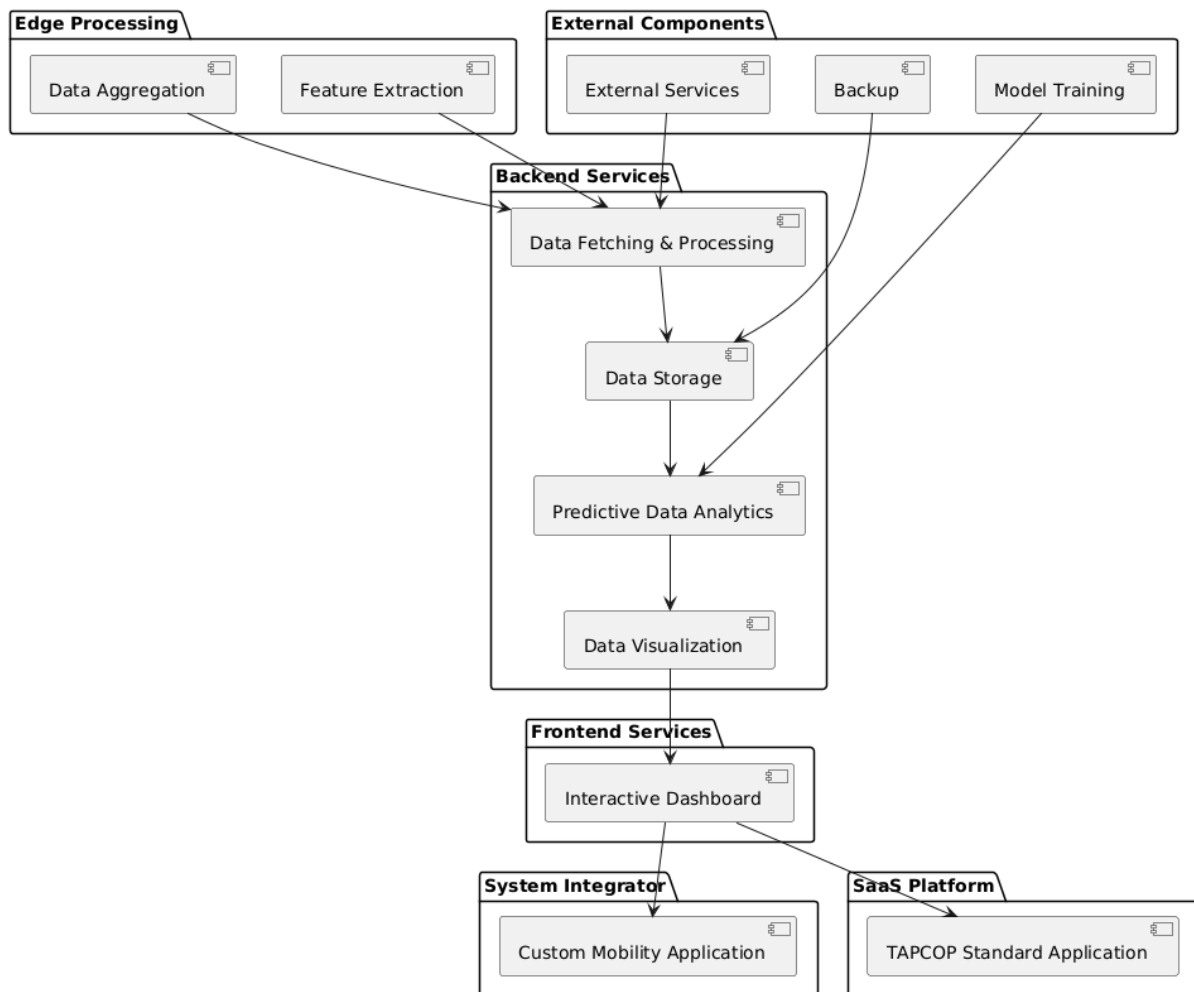 Edge Processing
Data Aggregation
Feature Extraction
External Components
External Services
Backup
Model Training
Backend Services
Data Fetching & Processing
Data Storage
Predictive Data Analytics
Data Visualization
Frontend Services
Interactive Dashboard
System Integrator
Custom Mobility Application
SaaS Platform
TAPCOP Standard Application